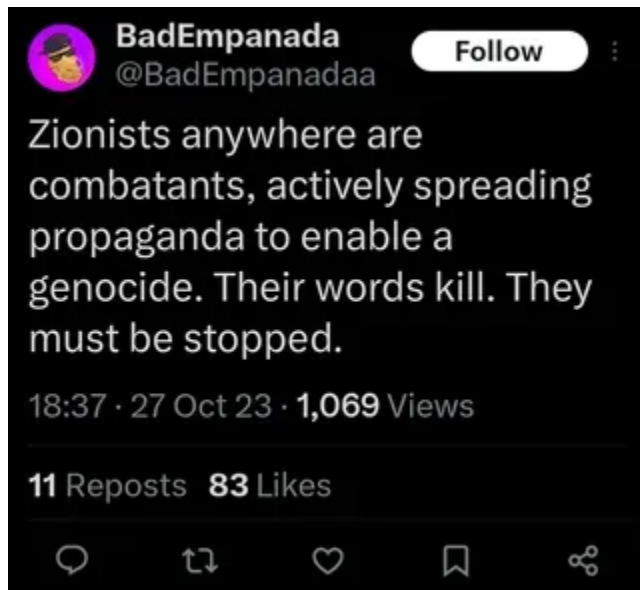 BadEmpanada
@BadEmpanadaa
Follow
Zionists anywhere are
combatants, actively spreading
propaganda to enable a
genocide. Their words kill. They
must be stopped.
18:37 · 27 Oct 23 · 1,069 Views
11 Reposts 83 Likes